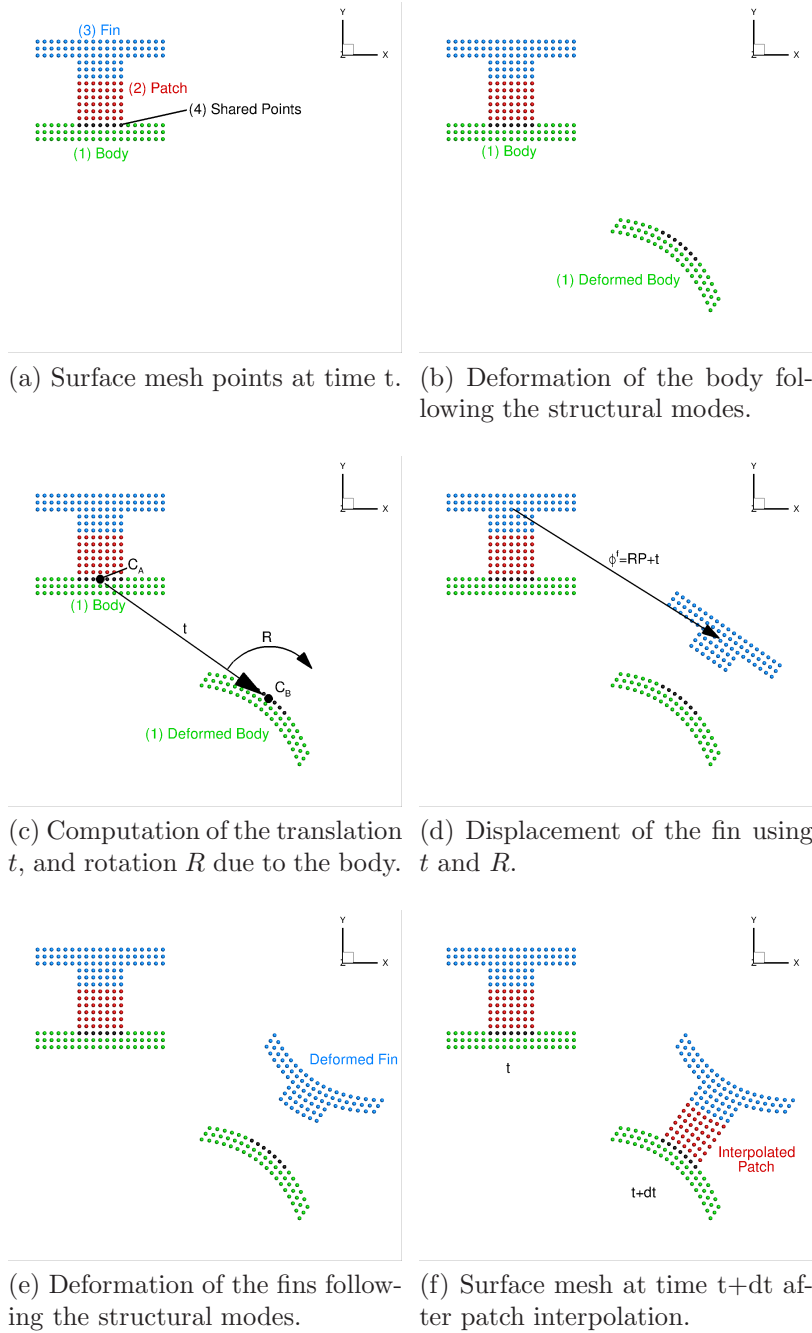 (3) Fin
(2) Patch
(4) Shared Points
(1) Body
Y
X
Z
(a) Surface mesh points at time t.
(1) Body
(1) Deformed Body
Y
X
Z
(b) Deformation of the body fol-
lowing the structural modes.
C_A
(1) Body
t
R
C_B
(1) Deformed Body
Y
X
Z
(c) Computation of the translation
t, and rotation R due to the body.
ϕ^f=RP+t
Y
X
Z
(d) Displacement of the fin using
t and R.
Deformed Fin
Y
X
Z
(e) Deformation of the fins follow-
ing the structural modes.
t
Interpolated
Patch
t+dt
Y
X
Z
(f) Surface mesh at time t+dt af-
ter patch interpolation.